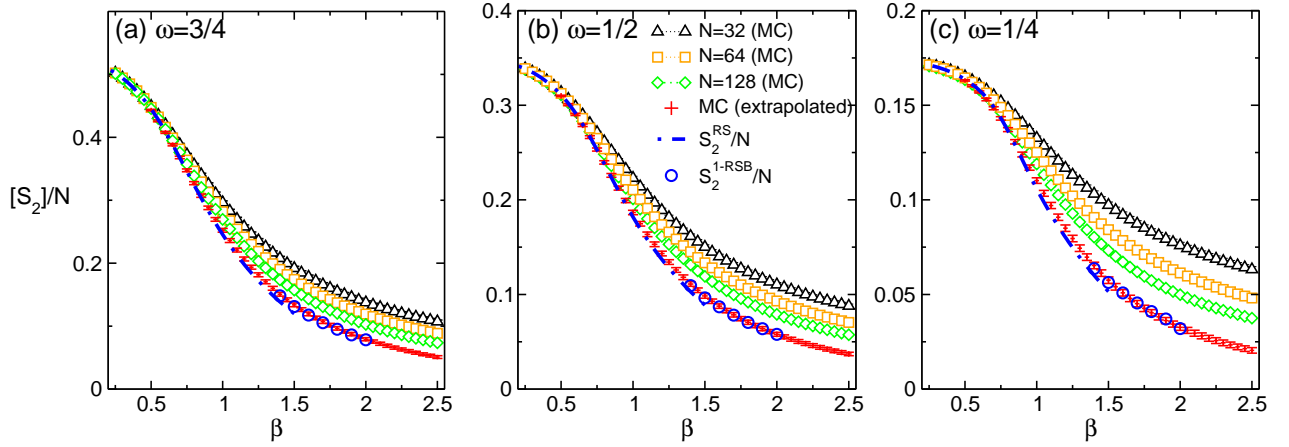 (a) ω=3/4
[S₂]/N
0.4
0.2
0
0.5
1
1.5
2
2.5
β
(b) ω=1/2
0.4
0.3
0.2
0.1
0
0.5
1
1.5
2
2.5
β
N=32 (MC)
N=64 (MC)
N=128 (MC)
MC (extrapolated)
S₂ᴿˢ/N
S₂¹⁻ᴿˢᴮ/N
(c) ω=1/4
0.2
0.15
0.1
0.05
0
0.5
1
1.5
2
2.5
β